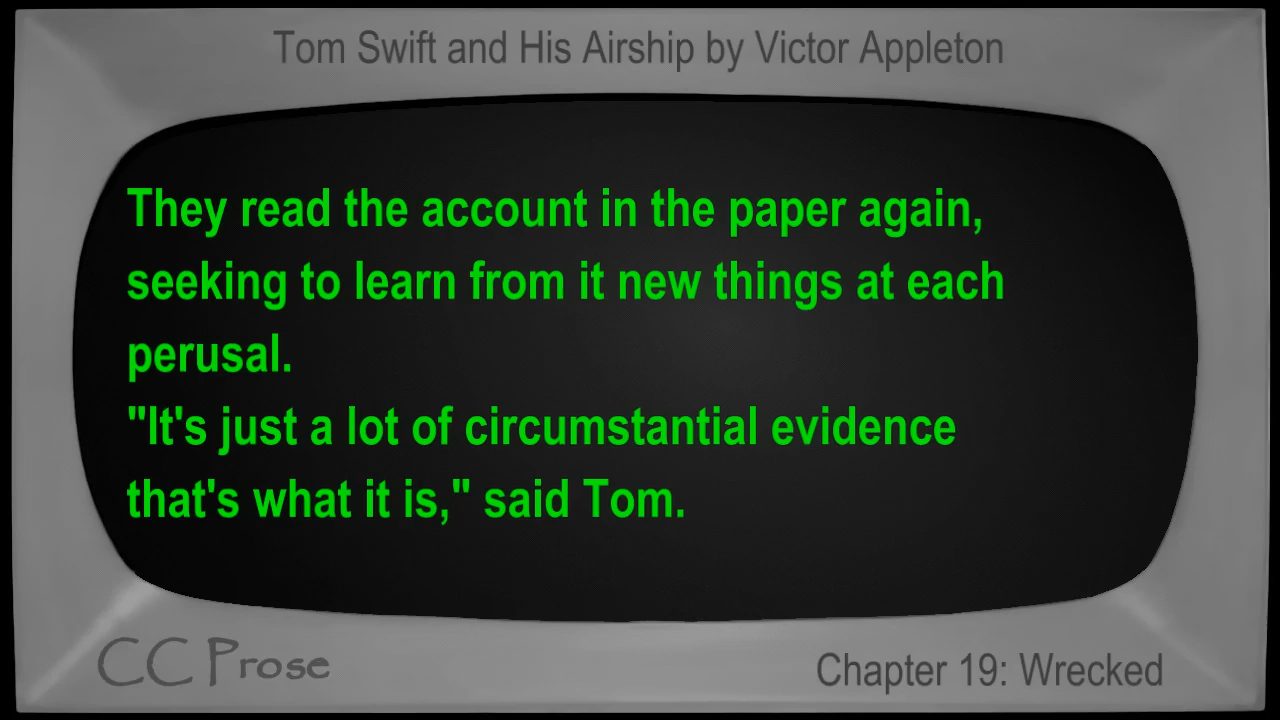 Tom Swift and His Airship by Victor Appleton
They read the account in the paper again,
seeking to learn from it new things at each
perusal.
"It's just a lot of circumstantial evidence
that's what it is," said Tom.
CC Prose
Chapter 19: Wrecked